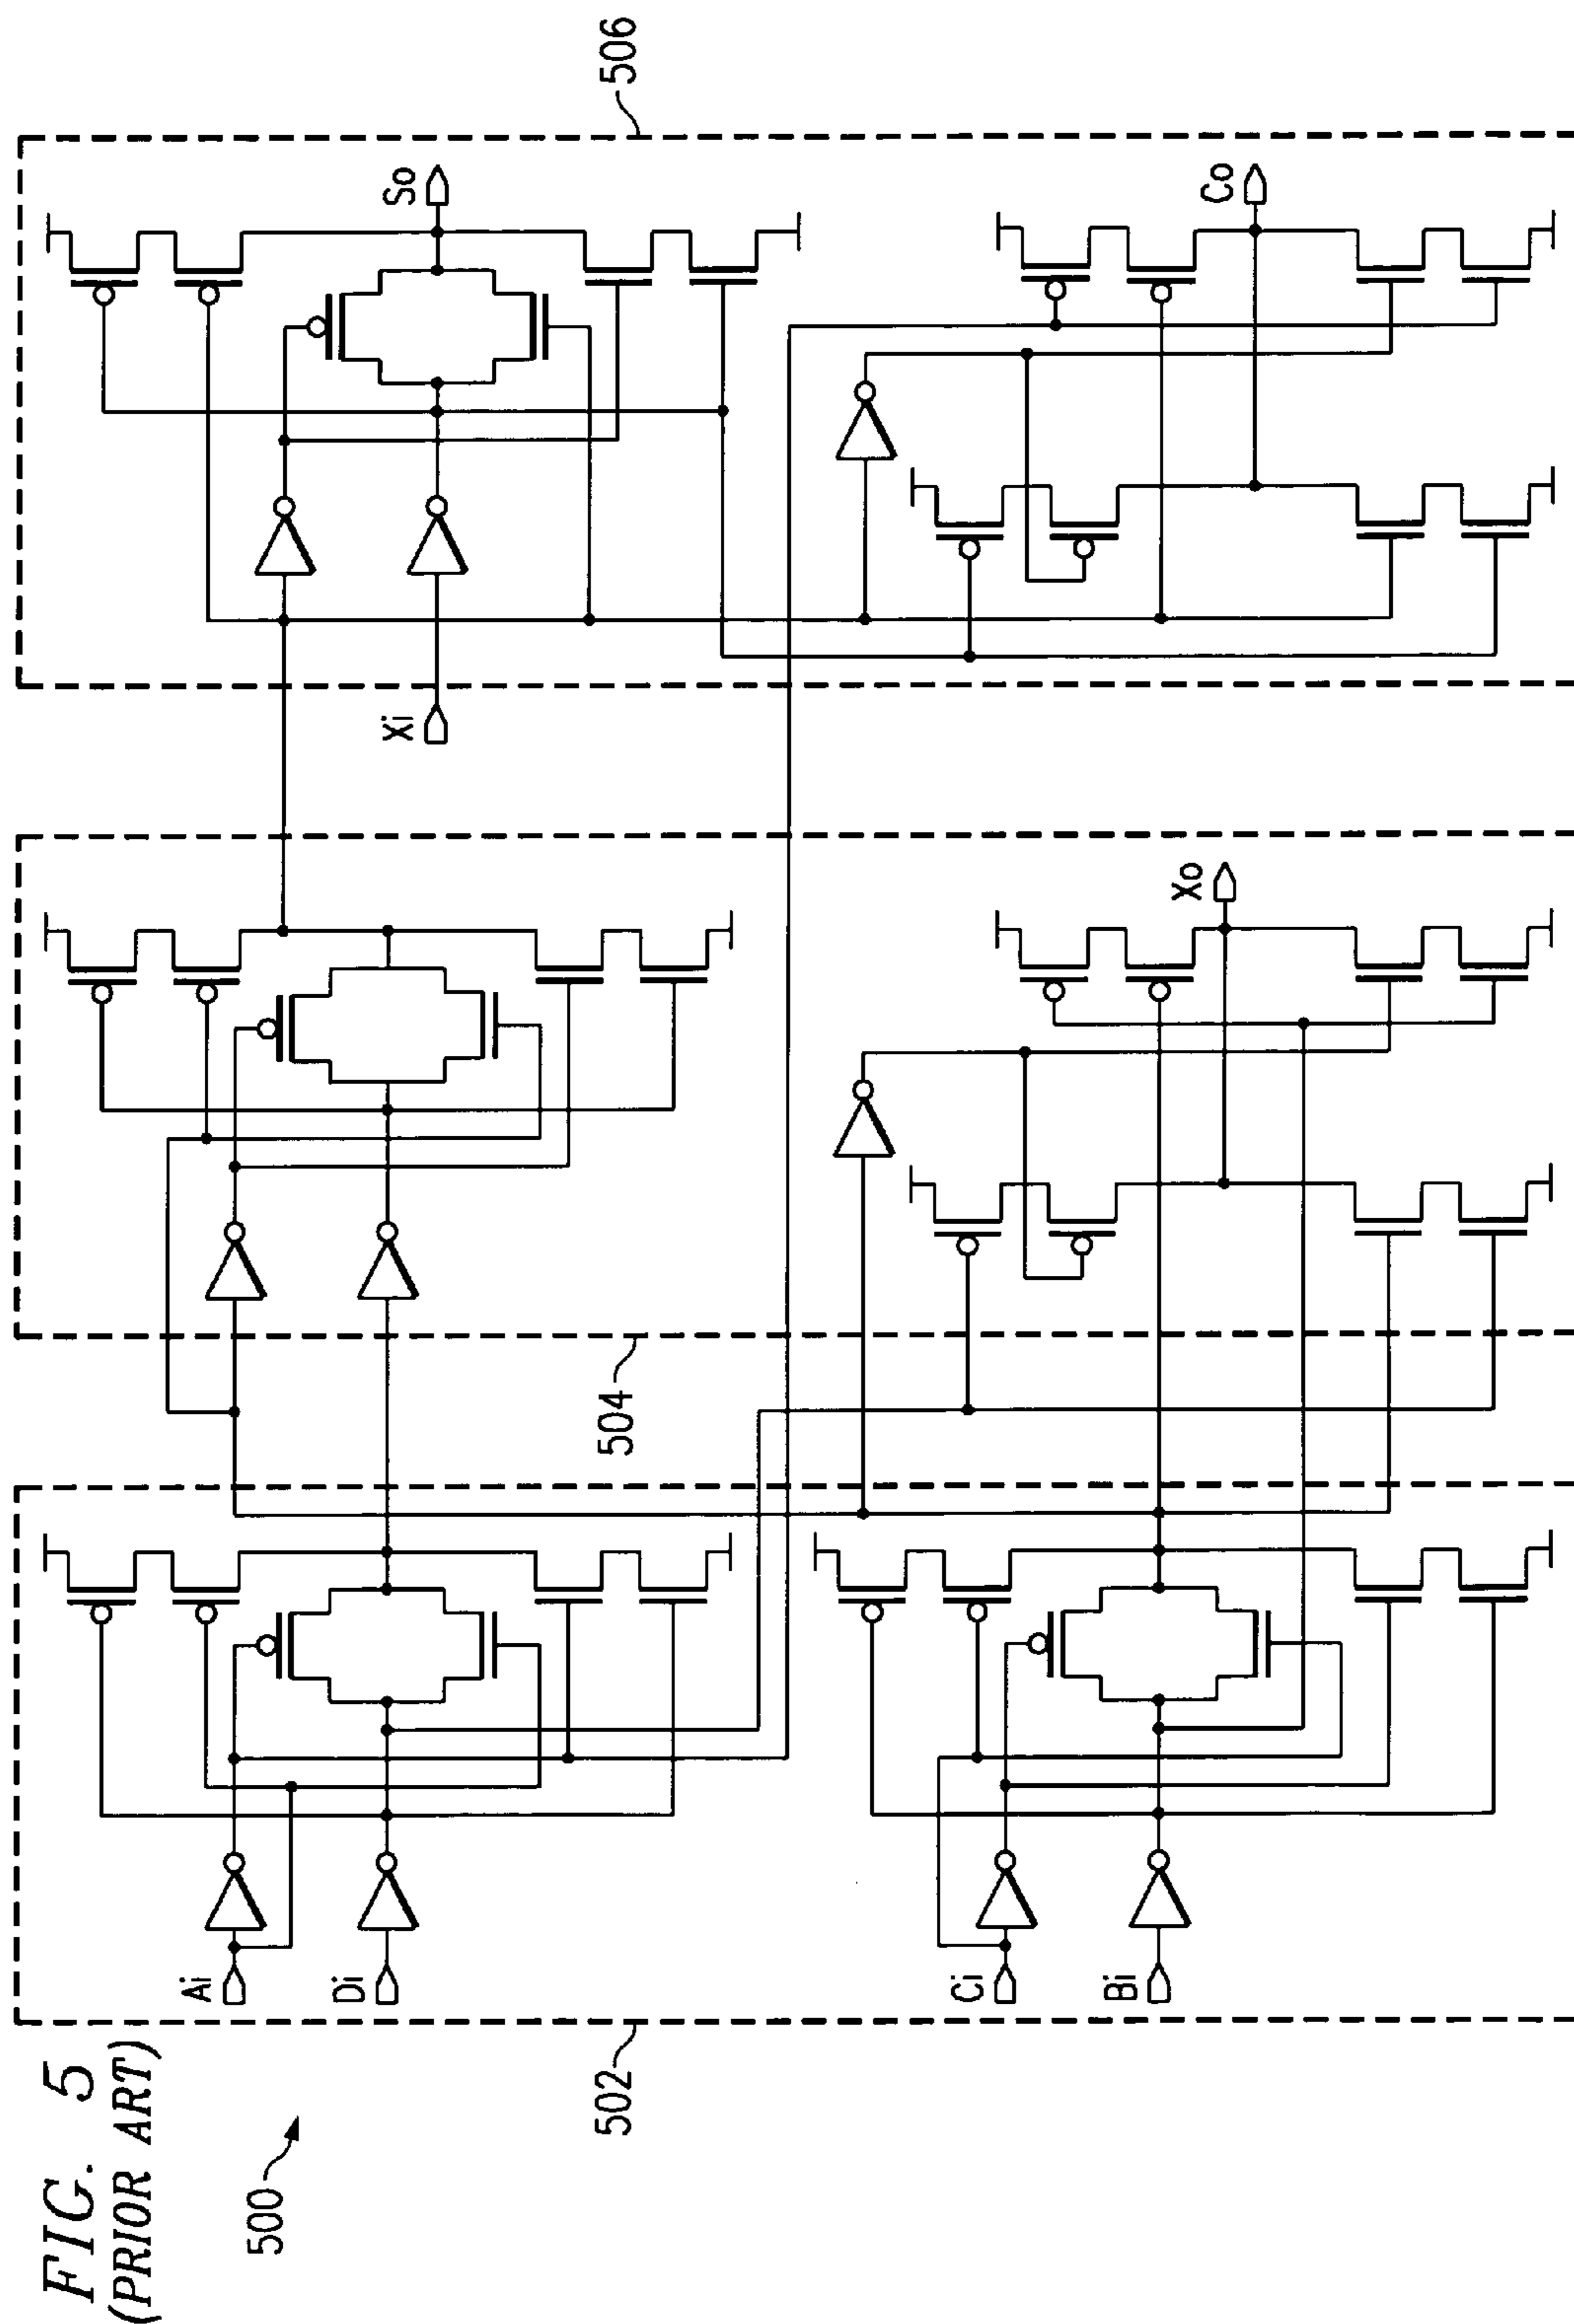 FIG. 5
(PRIOR ART)
500
502
504
506
Ai
Di
Ci
Bi
Xo
Xi
So
Co